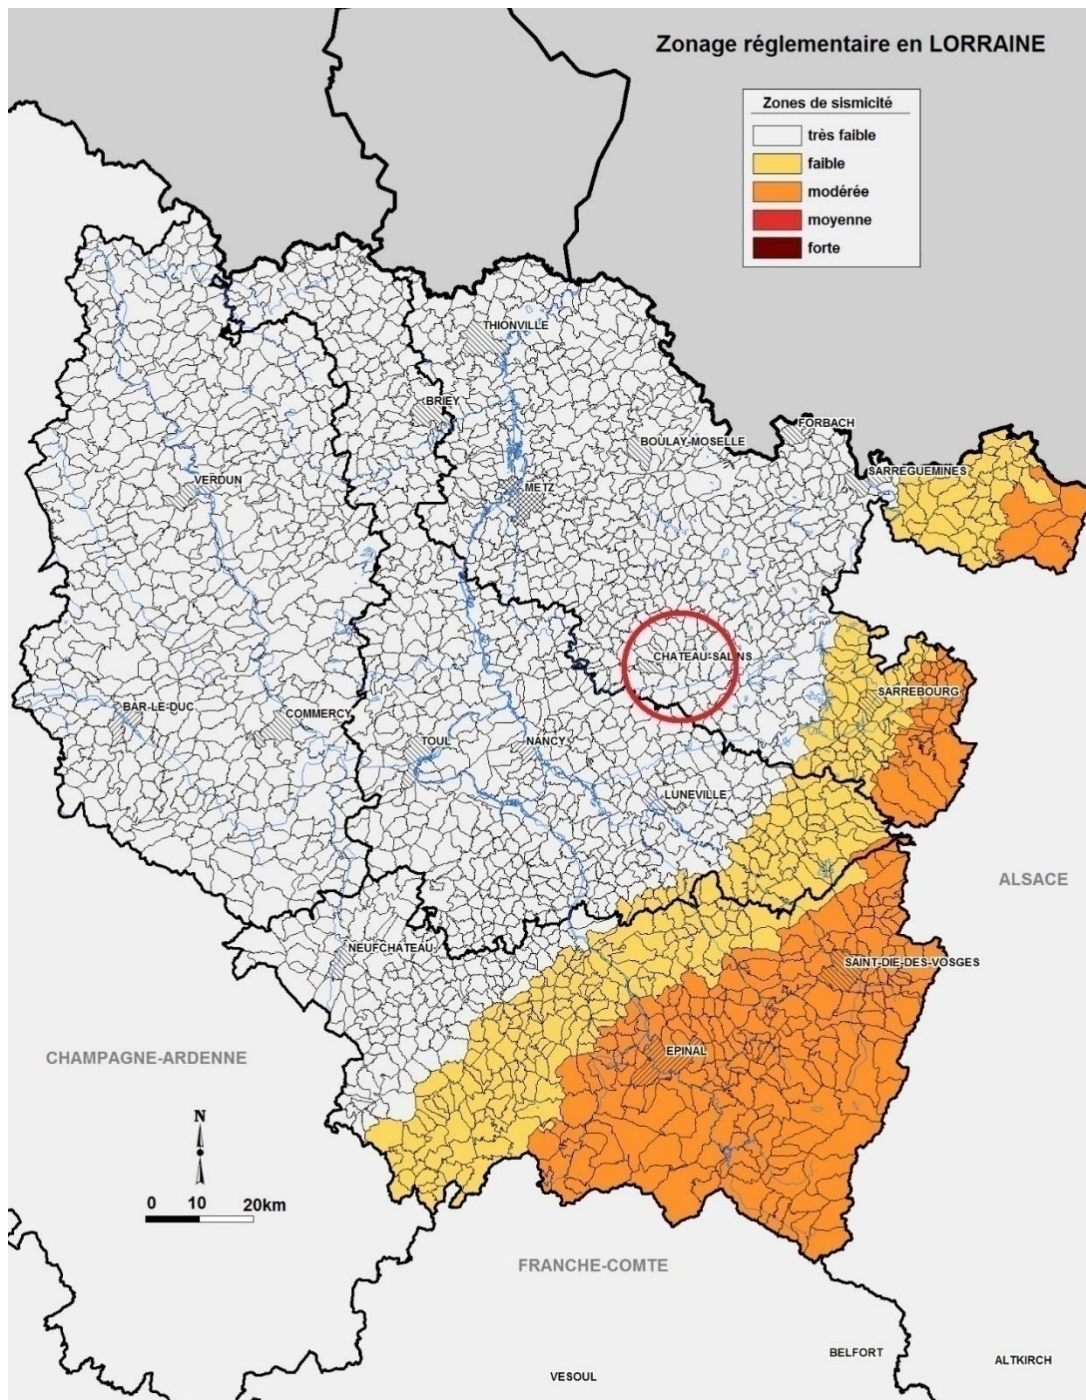 Zonage réglementaire en LORRAINE
Zones de sismicité
très faible
faible
modérée
moyenne
forte
THIONVILLE
BRIEY
FORBACH
BOULAY-MOSELLE
SARREGUEMINES
VERDUN
METZ
CHATEAU-SALINS
SARREBOURG
BAR-LE-DUC
COMMERCY
TOUL
NANCY
LUNEVILLE
ALSACE
NEUFCHATEAU
SAINT-DIE-DES-VOSGES
CHAMPAGNE-ARDENNE
EPINAL
N
0 10 20km
FRANCHE-COMTE
BELFORT
ALTKIRCH
VESOUL